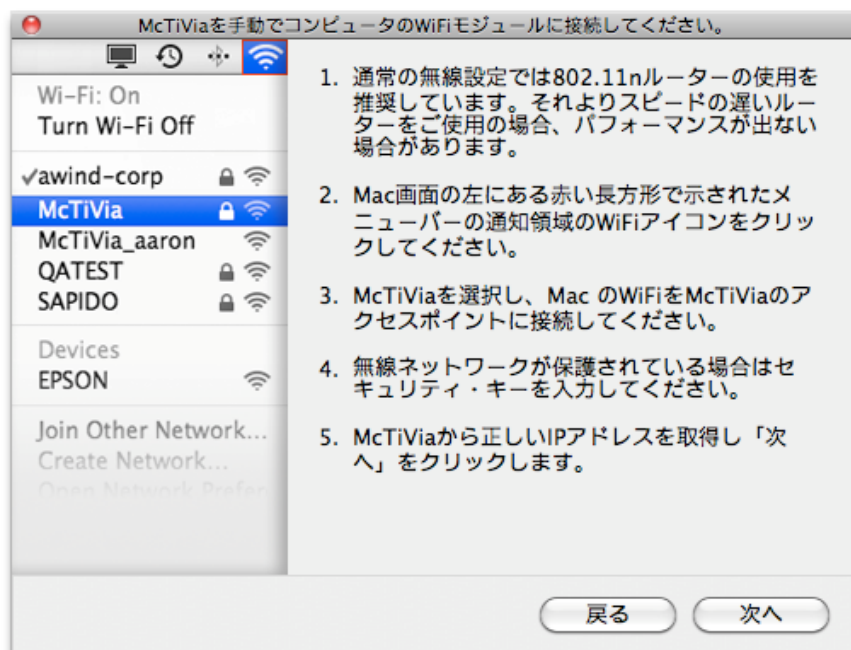 McTiViaを手動でコンピュータのWiFiモジュールに接続してください。
Wi-Fi: On
Turn Wi-Fi Off
✓awind-corp
McTiVia
McTiVia_aaron
QATEST
SAPIDO
Devices
EPSON
Join Other Network...
Create Network...
Open Network Prefer
1. 通常の無線設定では802.11nルーターの使用を
推奨しています。それよりスピードの遅いルー
ターをご使用の場合、パフォーマンスが出ない
場合があります。
2. Mac画面の左にある赤い長方形で示されたメ
ニューバーの通知領域のWiFiアイコンをクリッ
クしてください。
3. McTiViaを選択し、Mac のWiFiをMcTiViaのア
クセスポイントに接続してください。
4. 無線ネットワークが保護されている場合はセ
キュリティ・キーを入力してください。
5. McTiViaから正しいIPアドレスを取得し「次
へ」をクリックします。
戻る
次へ